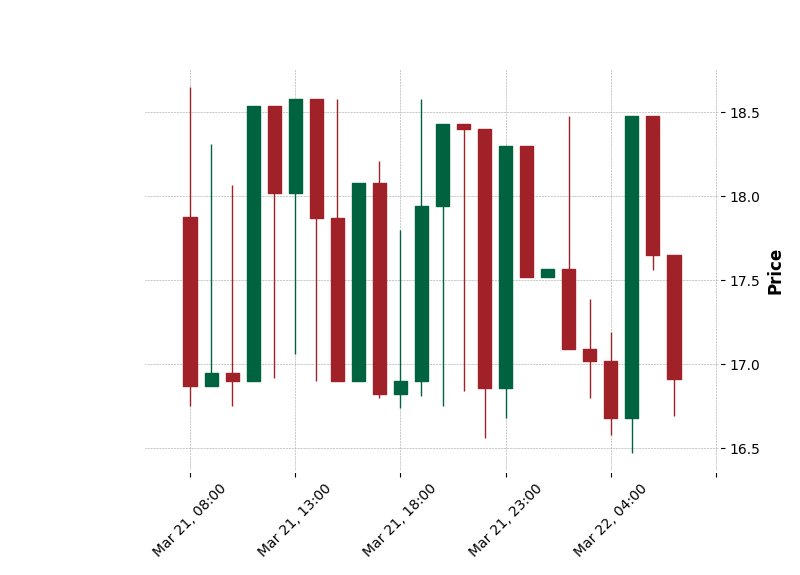 18.5
18.0
17.5
17.0
16.5
Price
Mar 21, 08:00
Mar 21, 13:00
Mar 21, 18:00
Mar 21, 23:00
Mar 22, 04:00